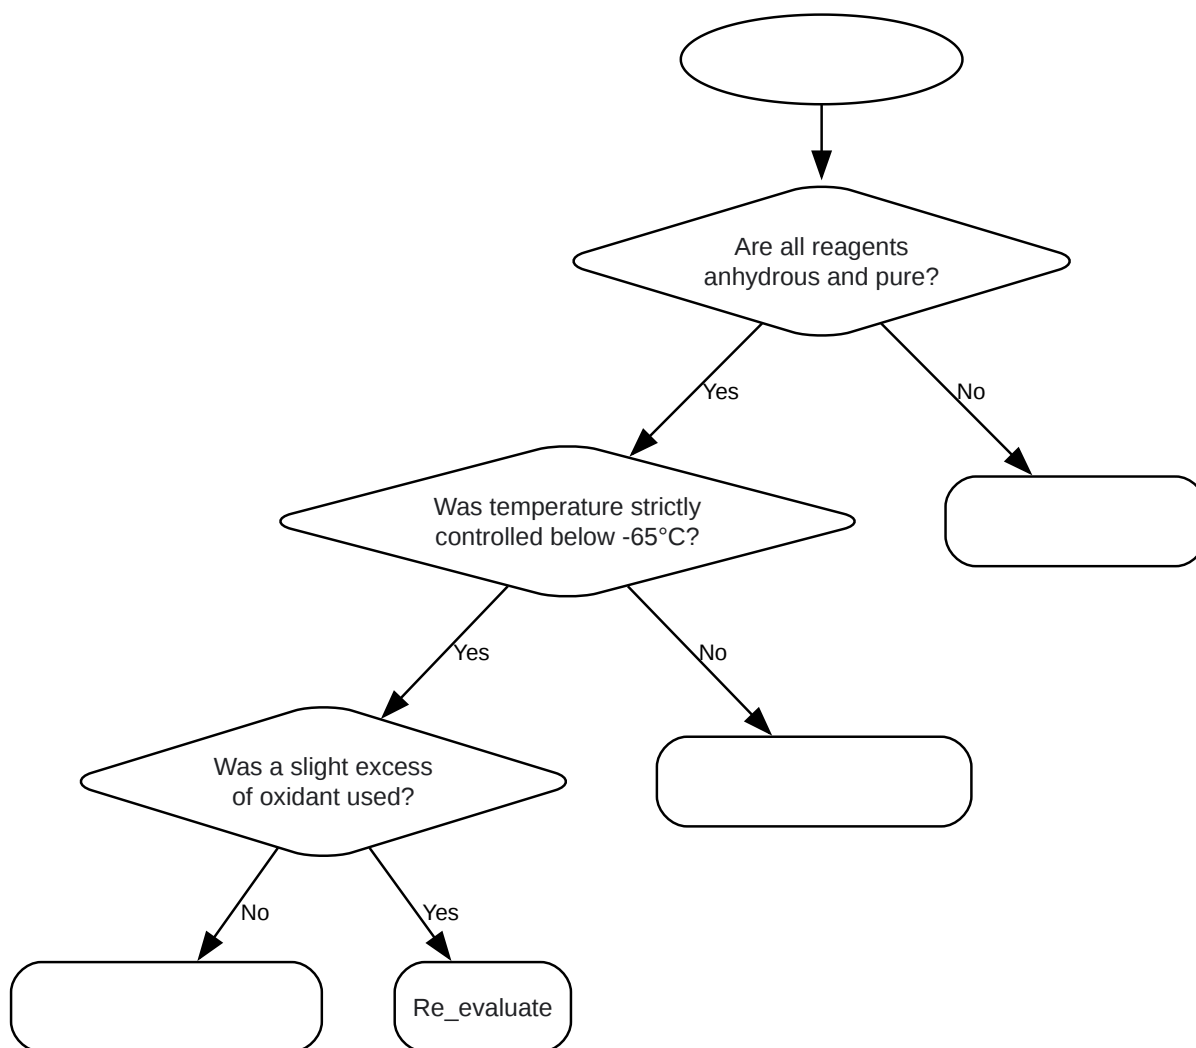 Are all reagents
anhydrous and pure?
Yes
No
Was temperature strictly
controlled below -65°C?
Yes
No
Was a slight excess
of oxidant used?
No
Yes
Re_evaluate